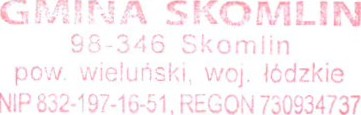 GMINA SKOMLIN
98-346 Skomlin
pow. wieluński, woj. łódzkie
NIP 832-197-16-51, REGON 730934737